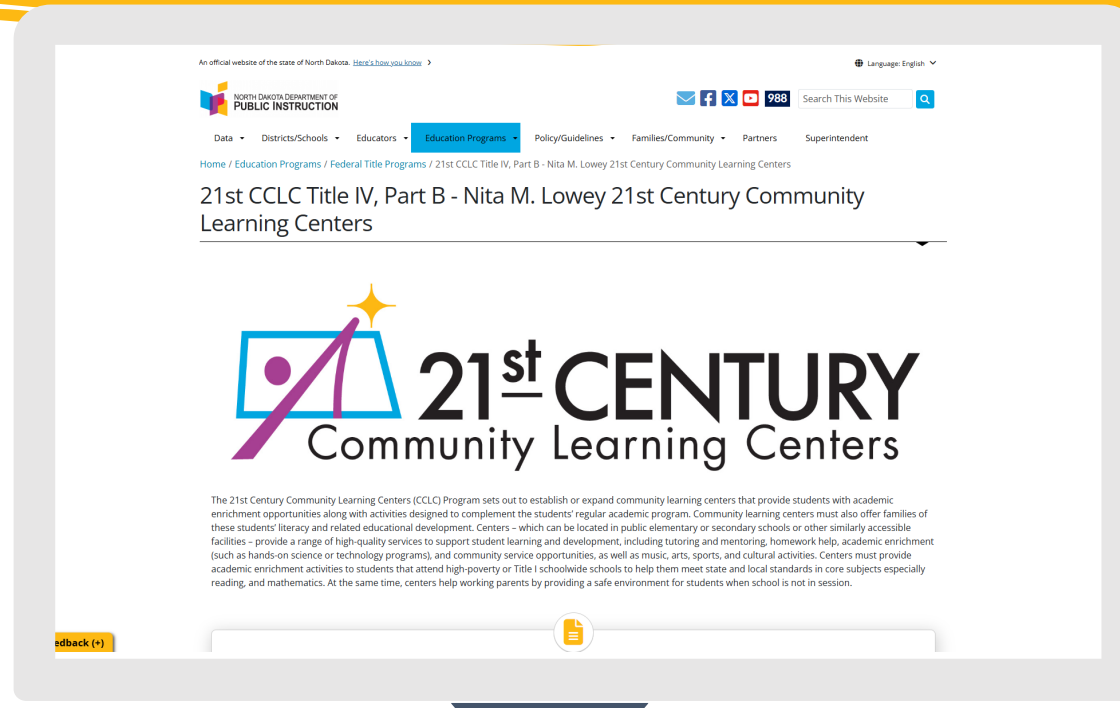 An official website of the state of North Dakota. Here's how you know
Language: English
NORTH DAKOTA DEPARTMENT OF
PUBLIC INSTRUCTION
988
Search This Website
Data Districts/Schools Educators Education Programs Policy/Guidelines Families/Community Partners Superintendent
Home / Education Programs / Federal Title Programs / 21st CCLC Title IV, Part B - Nita M. Lowey 21st Century Community Learning Centers
21st CCLC Title IV, Part B - Nita M. Lowey 21st Century Community
Learning Centers
21st CENTURY
Community Learning Centers
The 21st Century Community Learning Centers (CCLC) Program sets out to establish or expand community learning centers that provide students with academic
enrichment opportunities along with activities designed to complement the students' regular academic program. Community learning centers must also offer families of
these students' literacy and related educational development. Centers – which can be located in public elementary or secondary schools or other similarly accessible
facilities – provide a range of high-quality services to support student learning and development, including tutoring and mentoring, homework help, academic enrichment
(such as hands-on science or technology programs), and community service opportunities, as well as music, arts, sports, and cultural activities. Centers must provide
academic enrichment activities to students that attend high-poverty or Title I schoolwide schools to help them meet state and local standards in core subjects especially
reading, and mathematics. At the same time, centers help working parents by providing a safe environment for students when school is not in session.
edback (+)